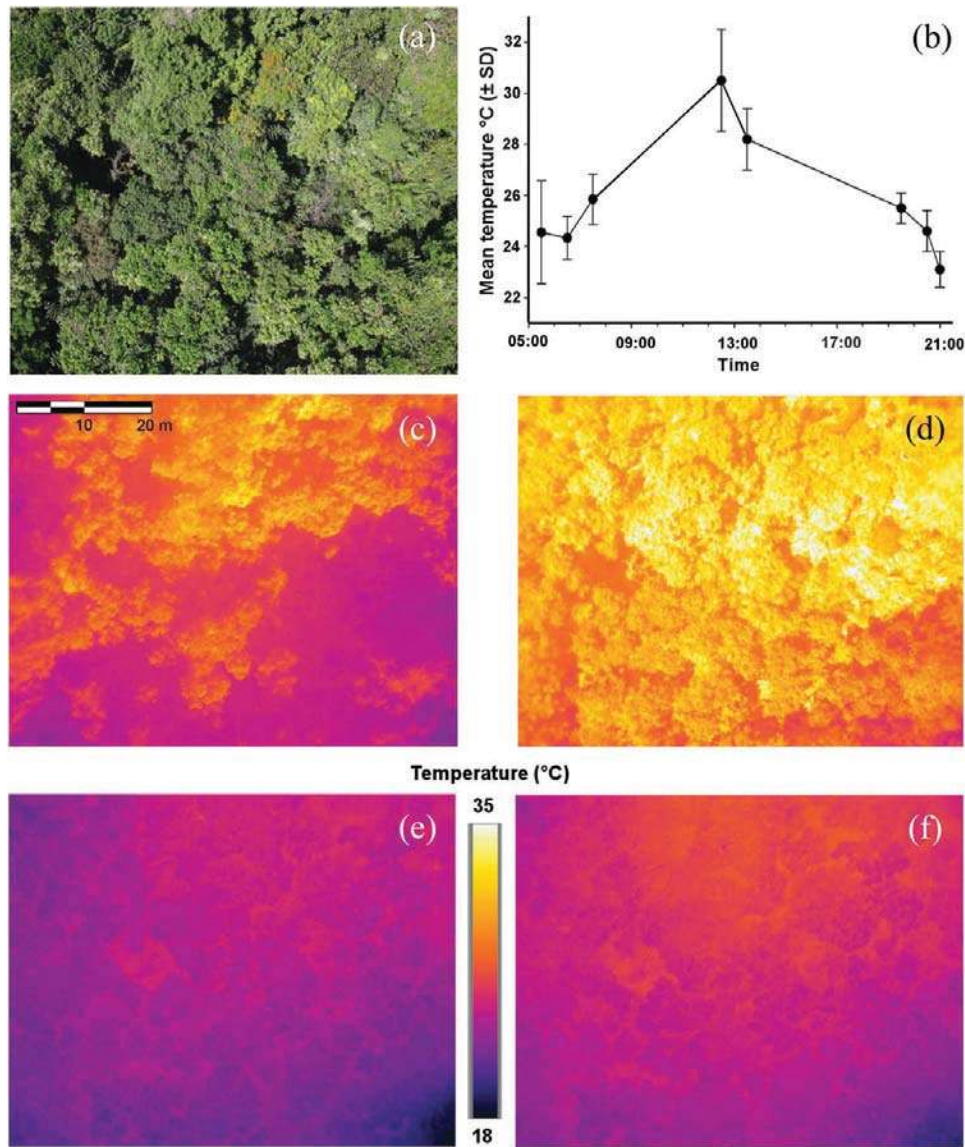 (a)
(b)
Mean temperature °C (± SD)
32
30
28
26
24
22
05:00 09:00 13:00 17:00 21:00
Time
(c)
10 20 m
(d)
Temperature (°C)
35
(e)
(f)
18